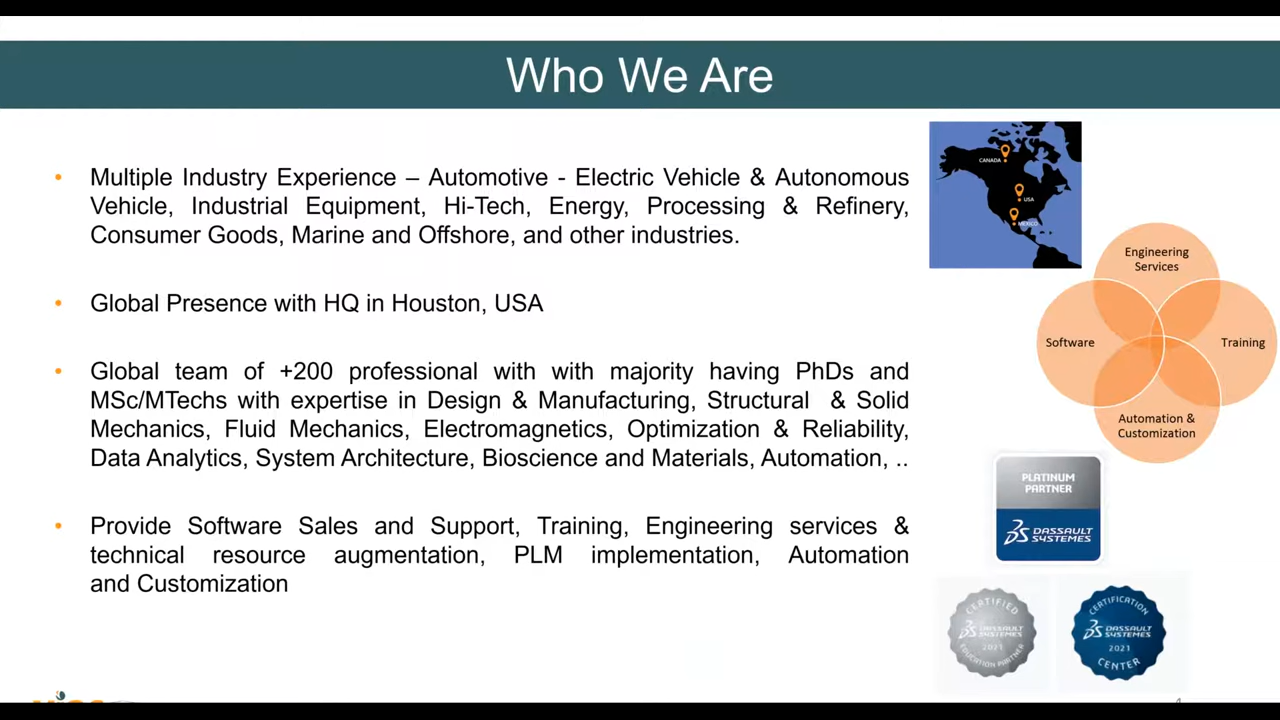 Who We Are
• Multiple Industry Experience – Automotive - Electric Vehicle & Autonomous
Vehicle, Industrial Equipment, Hi-Tech, Energy, Processing & Refinery,
Consumer Goods, Marine and Offshore, and other industries.
• Global Presence with HQ in Houston, USA
• Global team of +200 professional with with majority having PhDs and
MSc/MTechs with expertise in Design & Manufacturing, Structural & Solid
Mechanics, Fluid Mechanics, Electromagnetics, Optimization & Reliability,
Data Analytics, System Architecture, Bioscience and Materials, Automation, ..
• Provide Software Sales and Support, Training, Engineering services &
technical resource augmentation, PLM implementation, Automation
and Customization
CANADA
USA
MEXICO
Engineering
Services
Software
Training
Automation &
Customization
PLATINUM
PARTNER
DASSAULT
SYSTEMES
CERTIFIED
DASSAULT
SYSTEMES
2021
EDUCATION PARTNER
CERTIFICATION
DASSAULT
SYSTEMES
2021
CENTER